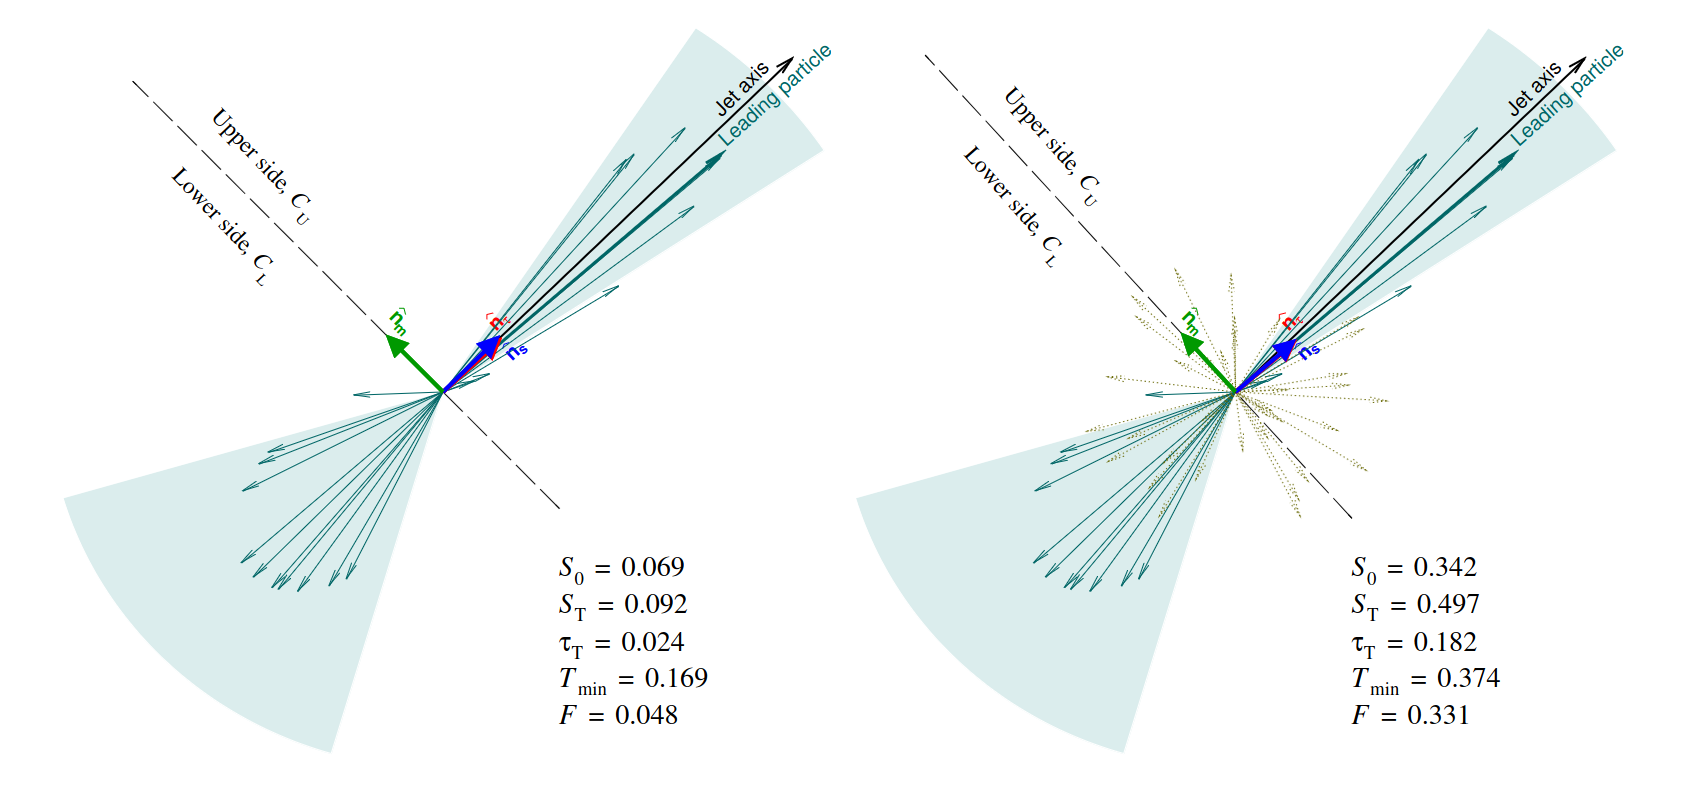 Jet axis
Leading particle
Upper side, C_U
Lower side, C_L
n̂_m
n̂_T
n̂_S
S_0 = 0.069
S_T = 0.092
τ_T = 0.024
T_min = 0.169
F = 0.048
Jet axis
Leading particle
Upper side, C_U
Lower side, C_L
n̂_m
n̂_T
n̂_S
S_0 = 0.342
S_T = 0.497
τ_T = 0.182
T_min = 0.374
F = 0.331